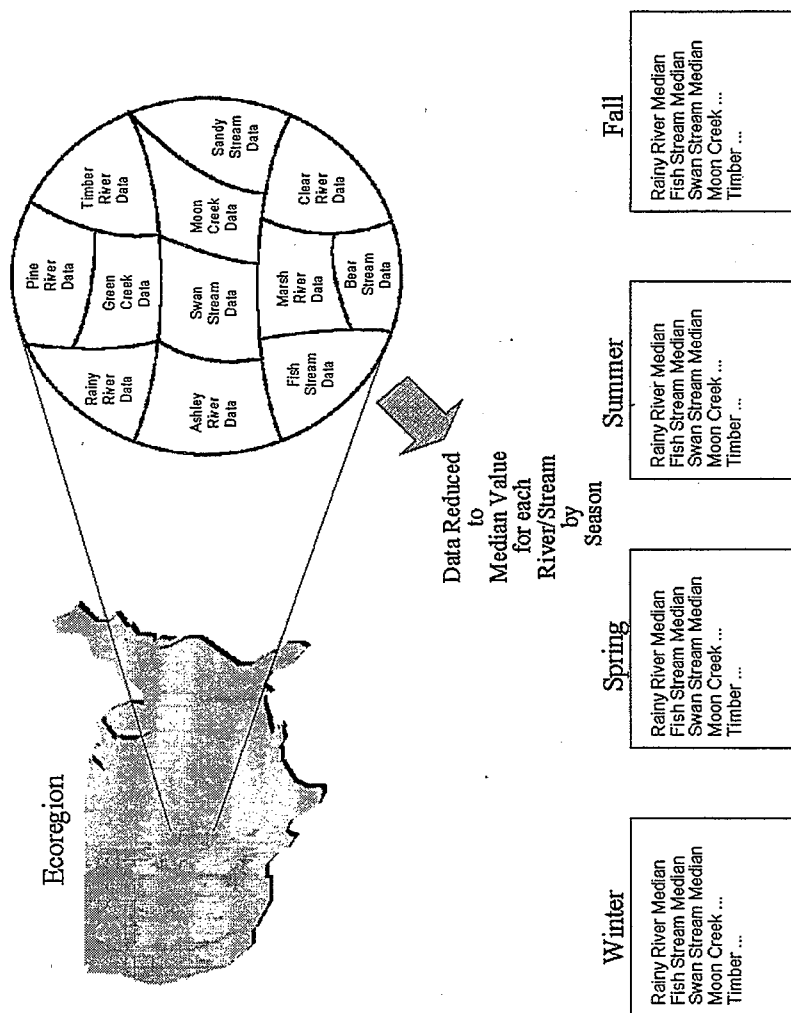 Ecoregion
Pine
River
Data
Timber
River
Data
Rainy
River
Data
Green
Creek
Data
Moon
Creek
Data
Sandy
Stream
Data
Ashley
River
Data
Swan
Stream
Data
Fish
Stream
Data
Marsh
River
Data
Clear
River
Data
Bear
Stream
Data
Data Reduced
to
Median Value
for each
River/Stream
by
Season
Winter
Rainy River Median
Fish Stream Median
Swan Stream Median
Moon Creek ...
Timber ...
Spring
Rainy River Median
Fish Stream Median
Swan Stream Median
Moon Creek ...
Timber ...
Summer
Rainy River Median
Fish Stream Median
Swan Stream Median
Moon Creek ...
Timber ...
Fall
Rainy River Median
Fish Stream Median
Swan Stream Median
Moon Creek ...
Timber ...